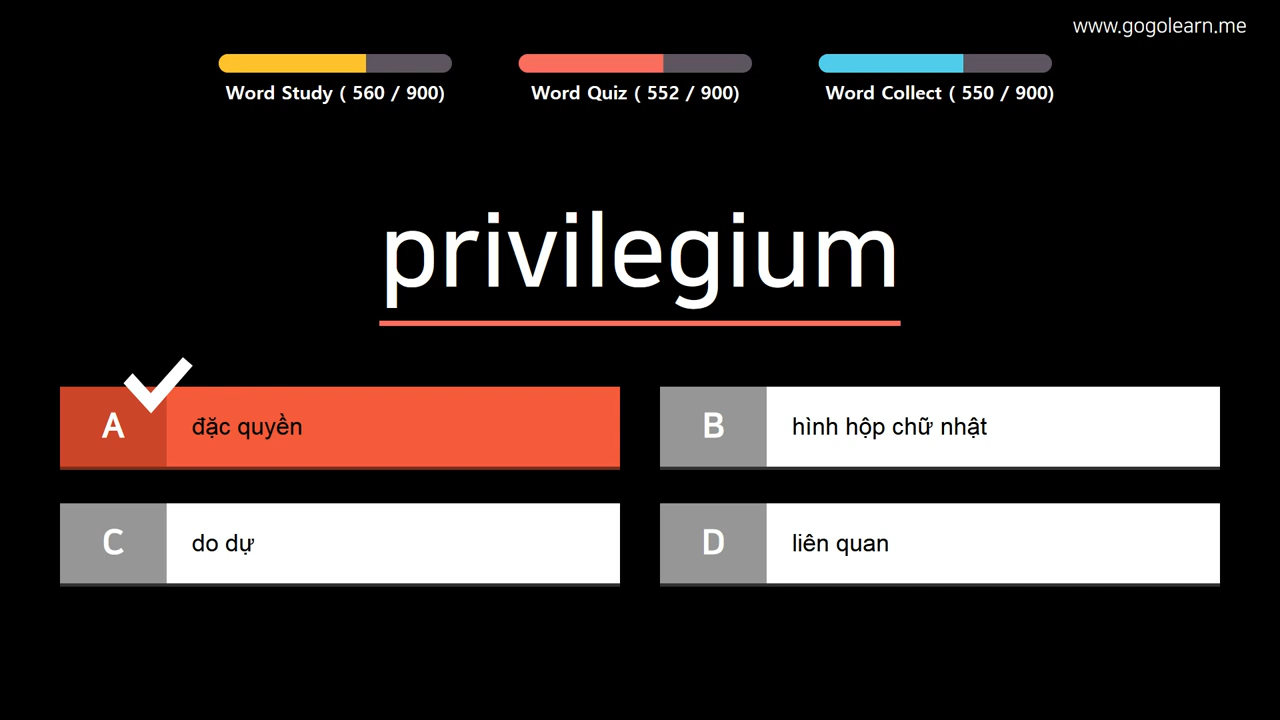 www.gogolearn.me
Word Study ( 560 / 900)
Word Quiz ( 552 / 900)
Word Collect ( 550 / 900)
privilegium
A đặc quyền
B hình hộp chữ nhật
C do dự
D liên quan